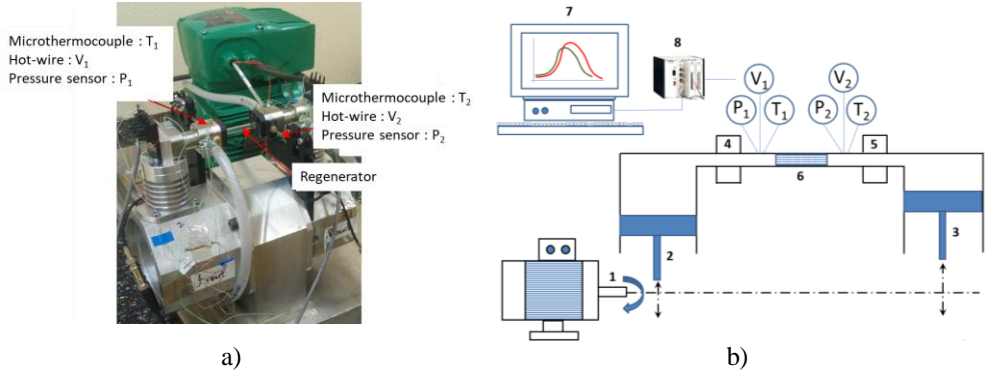 Microthermocouple : T₁
Hot-wire : V₁
Pressure sensor : P₁
Microthermocouple : T₂
Hot-wire : V₂
Pressure sensor : P₂
Regenerator
a)
7
8
V₁
V₂
P₁
T₁
P₂
T₂
4
5
6
2
3
1
b)